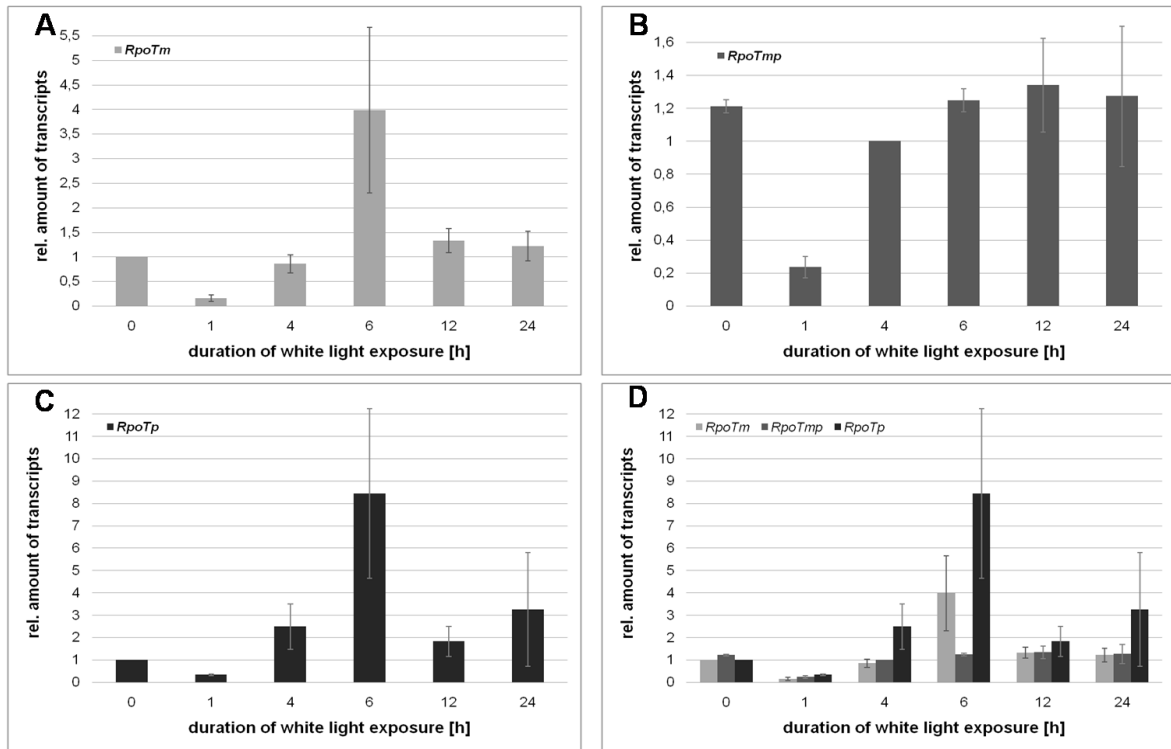 A
RpoTm
rel. amount of transcripts
5,5
5
4,5
4
3,5
3
2,5
2
1,5
1
0,5
0
0 1 4 6 12 24
duration of white light exposure [h]
B
RpoTmp
rel. amount of transcripts
1,6
1,4
1,2
1
0,8
0,6
0,4
0,2
0
0 1 4 6 12 24
duration of white light exposure [h]
C
RpoTp
rel. amount of transcripts
12
11
10
9
8
7
6
5
4
3
2
1
0
0 1 4 6 12 24
duration of white light exposure [h]
D
RpoTm RpoTmp RpoTp
rel. amount of transcripts
12
11
10
9
8
7
6
5
4
3
2
1
0
0 1 4 6 12 24
duration of white light exposure [h]